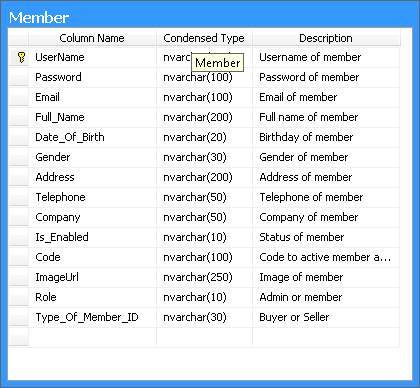 Member
Column Name Condensed Type Description
UserName nvarchar(100) Username of member
Member
Password nvarchar(100) Password of member
Email nvarchar(100) Email of member
Full_Name nvarchar(200) Full name of member
Date_Of_Birth nvarchar(20) Birthday of member
Gender nvarchar(30) Gender of member
Address nvarchar(200) Address of member
Telephone nvarchar(50) Telephone of member
Company nvarchar(50) Company of member
Is_Enabled nvarchar(10) Status of member
Code nvarchar(100) Code to active member a...
ImageUrl nvarchar(250) Image of member
Role nvarchar(10) Admin or member
Type_Of_Member_ID nvarchar(30) Buyer or Seller